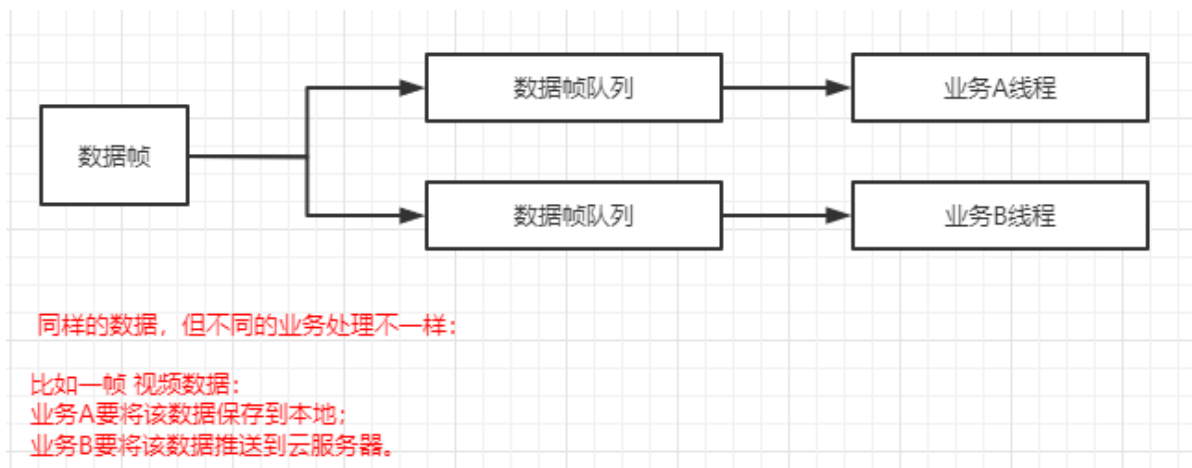 数据帧队列
业务A线程
数据帧
数据帧队列
业务B线程
同样的数据，但不同的业务处理不一样：
比如一帧 视频数据：
业务A要将该数据保存到本地；
业务B要将该数据推送到云服务器。